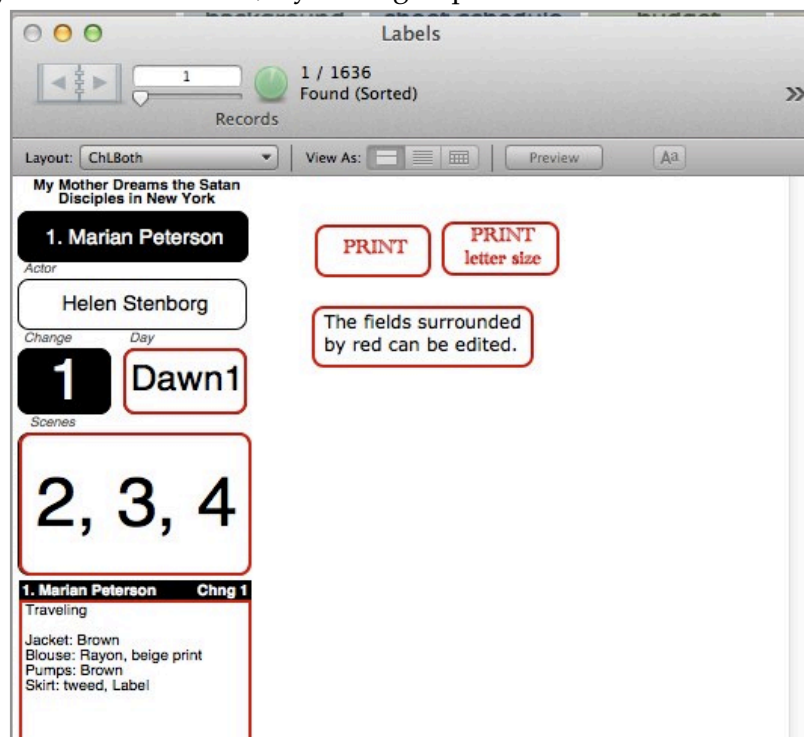 Labels
1
1 / 1636
Found (Sorted)
Records
Layout: ChLBoth
View As:
Preview
Aa
My Mother Dreams the Satan
Disciples in New York
1. Marian Peterson
Actor
Helen Stenborg
Change Day
1 Dawn1
Scenes
2, 3, 4
1. Marian Peterson Chng 1
Traveling
Jacket: Brown
Blouse: Rayon, beige print
Pumps: Brown
Skirt: tweed, Label
PRINT
PRINT
letter size
The fields surrounded
by red can be edited.